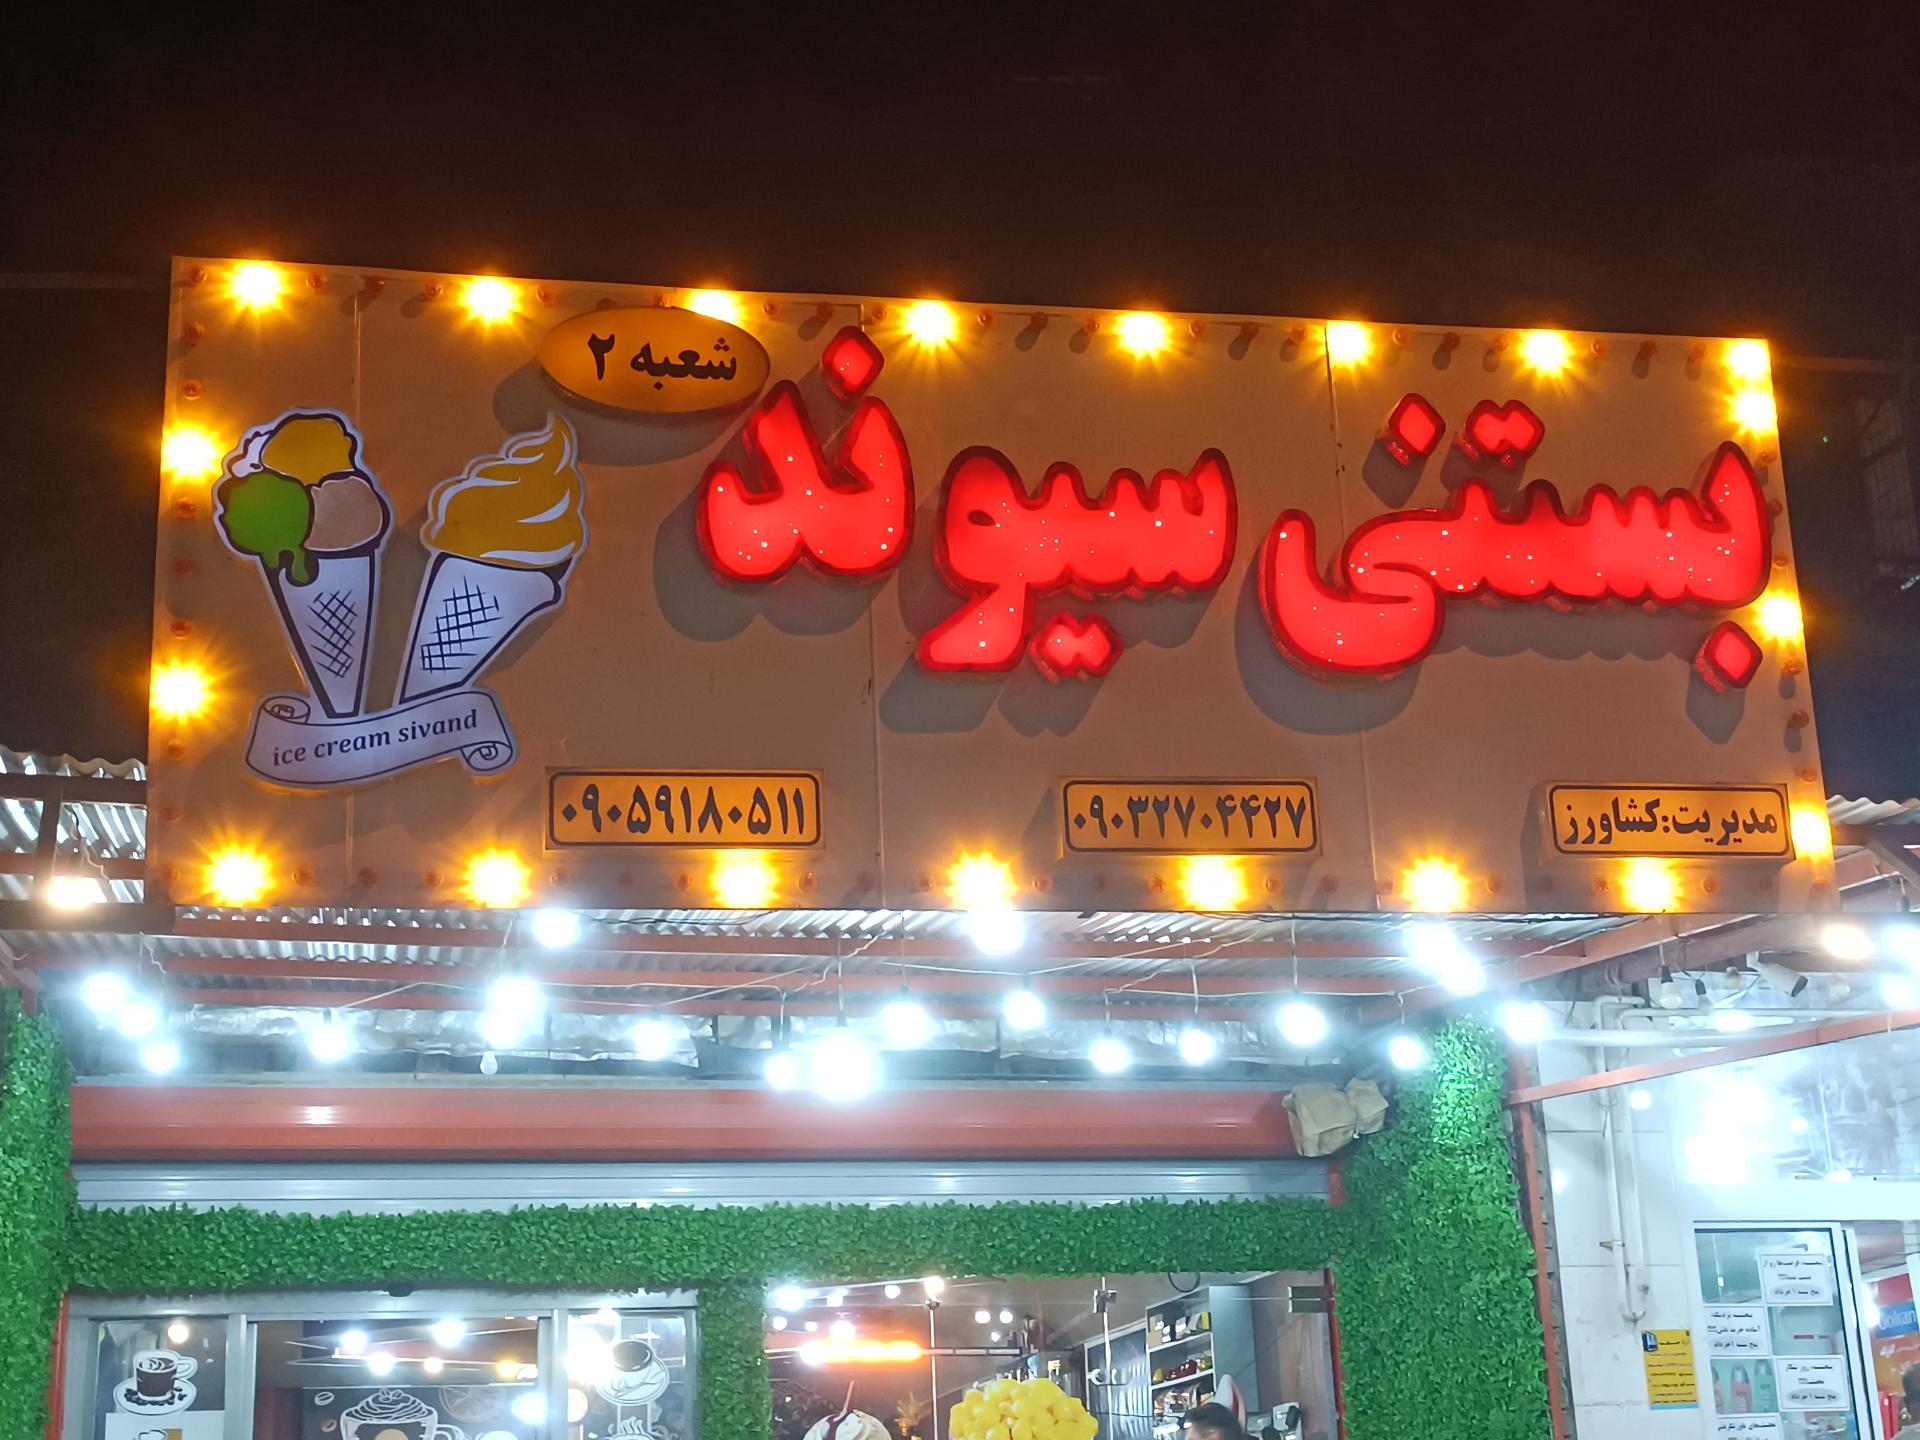 شعبه ۲
بستنی سیوند
ice cream sivand
مدیریت:کشاورز
۰۹۰۳۲۷۰۴۴۲۷
۰۹۰۵۹۱۸۰۵۱۱